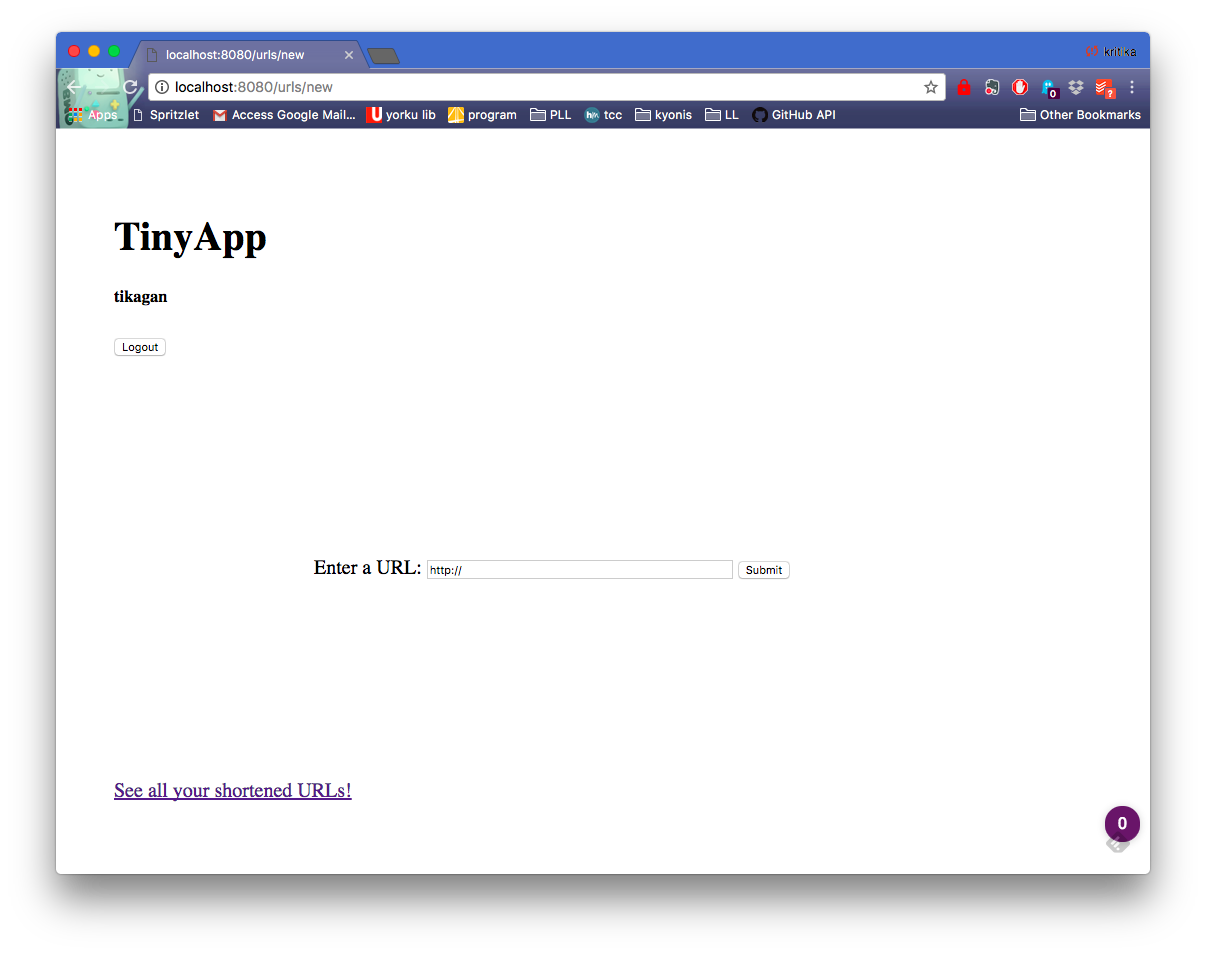 localhost:8080/urls/new
kritika
localhost:8080/urls/new
0
?
Apps Spritzlet Access Google Mail... yorku lib program PLL tcc kyonis LL GitHub API Other Bookmarks
TinyApp
tikagan
Logout
Enter a URL: http:// Submit
See all your shortened URLs!
0